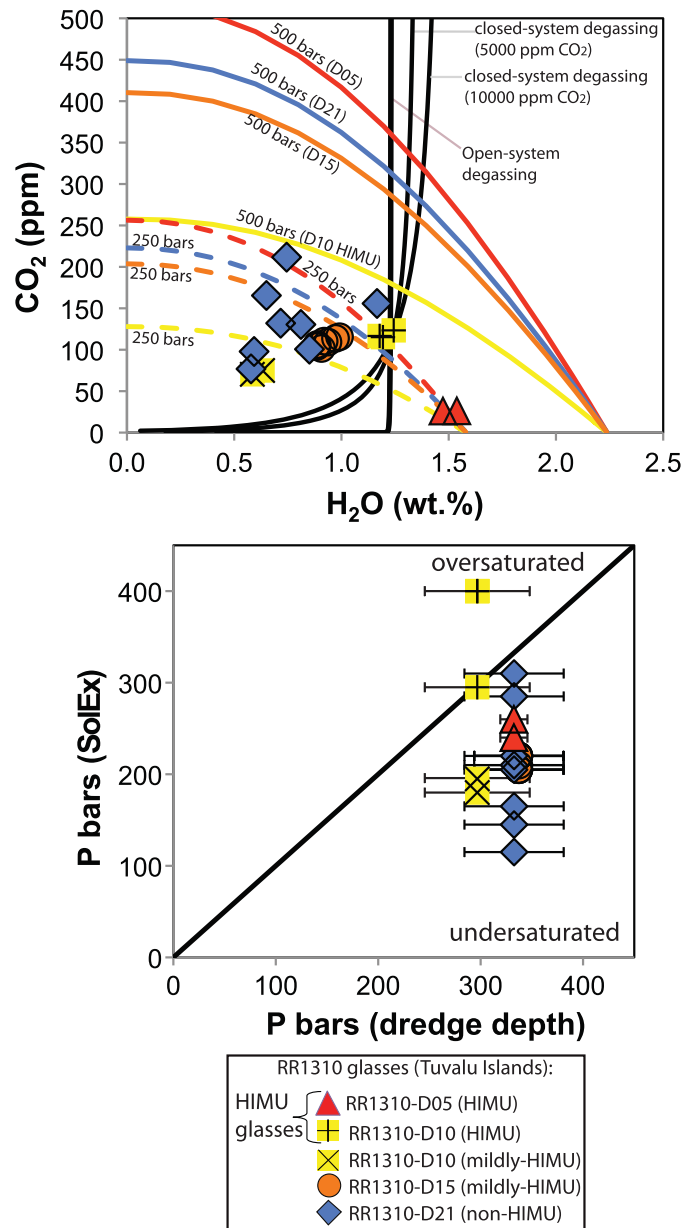 500
450
400
350
300
250
200
150
100
50
0
CO2 (ppm)
0.0
0.5
1.0
1.5
2.0
2.5
H2O (wt.%)
500 bars (D05)
500 bars (D21)
500 bars (D15)
500 bars (D10 HIMU)
250 bars
250 bars
250 bars
250 bars
closed-system degassing
(5000 ppm CO2)
closed-system degassing
(10000 ppm CO2)
Open-system
degassing
oversaturated
400
300
200
100
0
P bars (SolEx)
undersaturated
0
100
200
300
400
P bars (dredge depth)
RR1310 glasses (Tuvalu Islands):
HIMU
glasses
RR1310-D05 (HIMU)
RR1310-D10 (HIMU)
RR1310-D10 (mildly-HIMU)
RR1310-D15 (mildly-HIMU)
RR1310-D21 (non-HIMU)